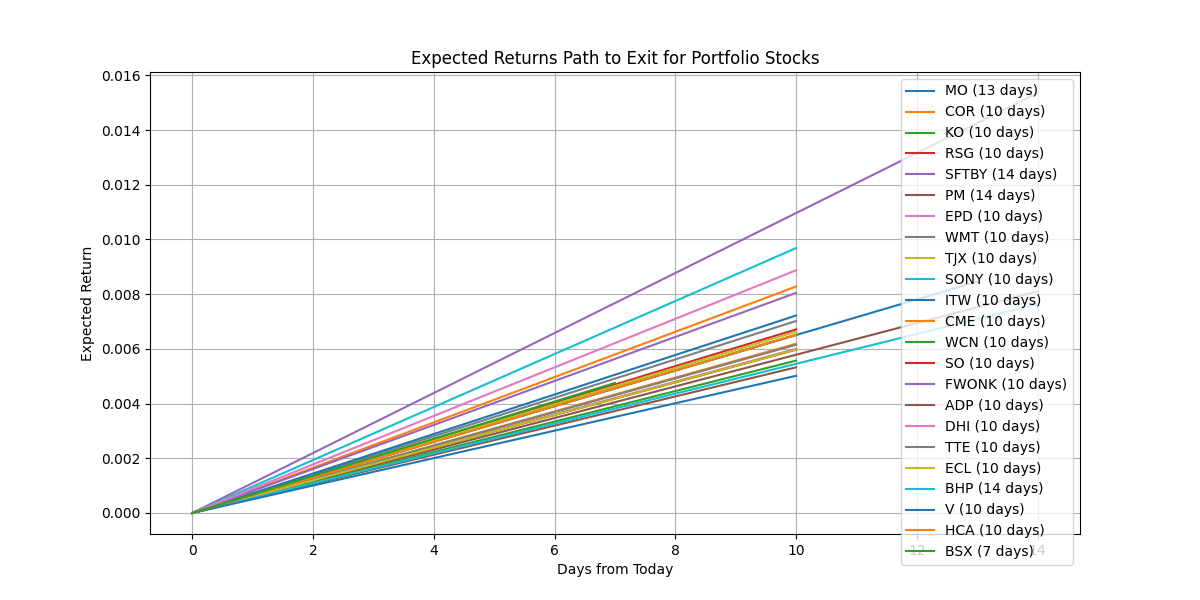 Expected Returns Path to Exit for Portfolio Stocks
Expected Return
0.016
0.014
0.012
0.010
0.008
0.006
0.004
0.002
0.000
0 2 4 6 8 10 12 14
Days from Today
MO (13 days)
COR (10 days)
KO (10 days)
RSG (10 days)
SFTBY (14 days)
PM (14 days)
EPD (10 days)
WMT (10 days)
TJX (10 days)
SONY (10 days)
ITW (10 days)
CME (10 days)
WCN (10 days)
SO (10 days)
FWONK (10 days)
ADP (10 days)
DHI (10 days)
TTE (10 days)
ECL (10 days)
BHP (14 days)
V (10 days)
HCA (10 days)
BSX (7 days)